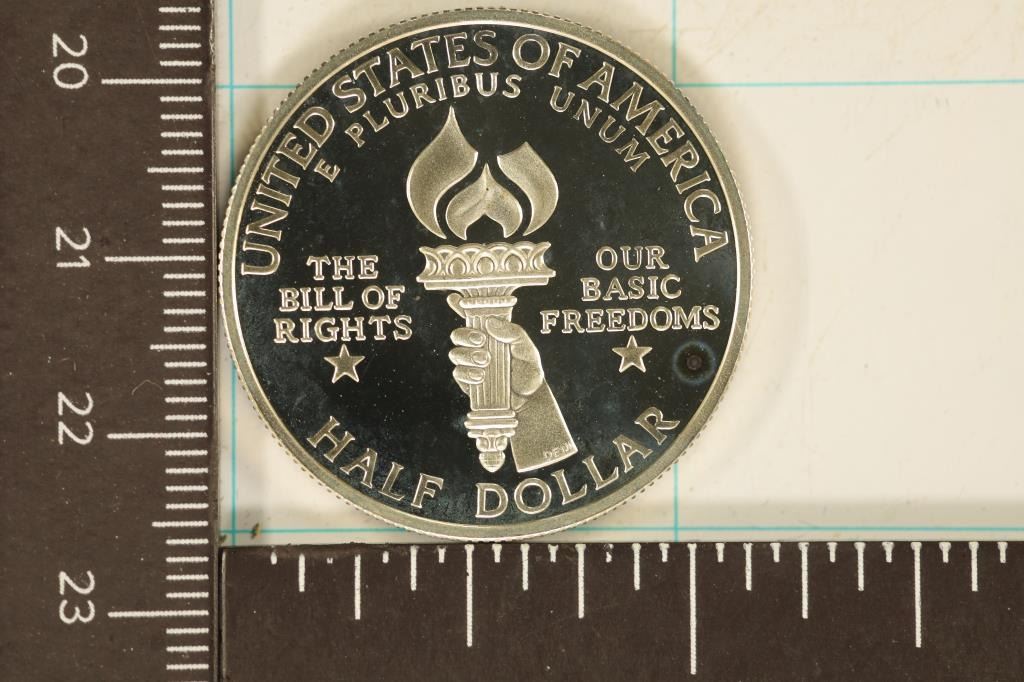 UNITED STATES OF AMERICA
E PLURIBUS UNUM
THE
BILL OF
RIGHTS
OUR
BASIC
FREEDOMS
HALF DOLLAR
20
21
22
23